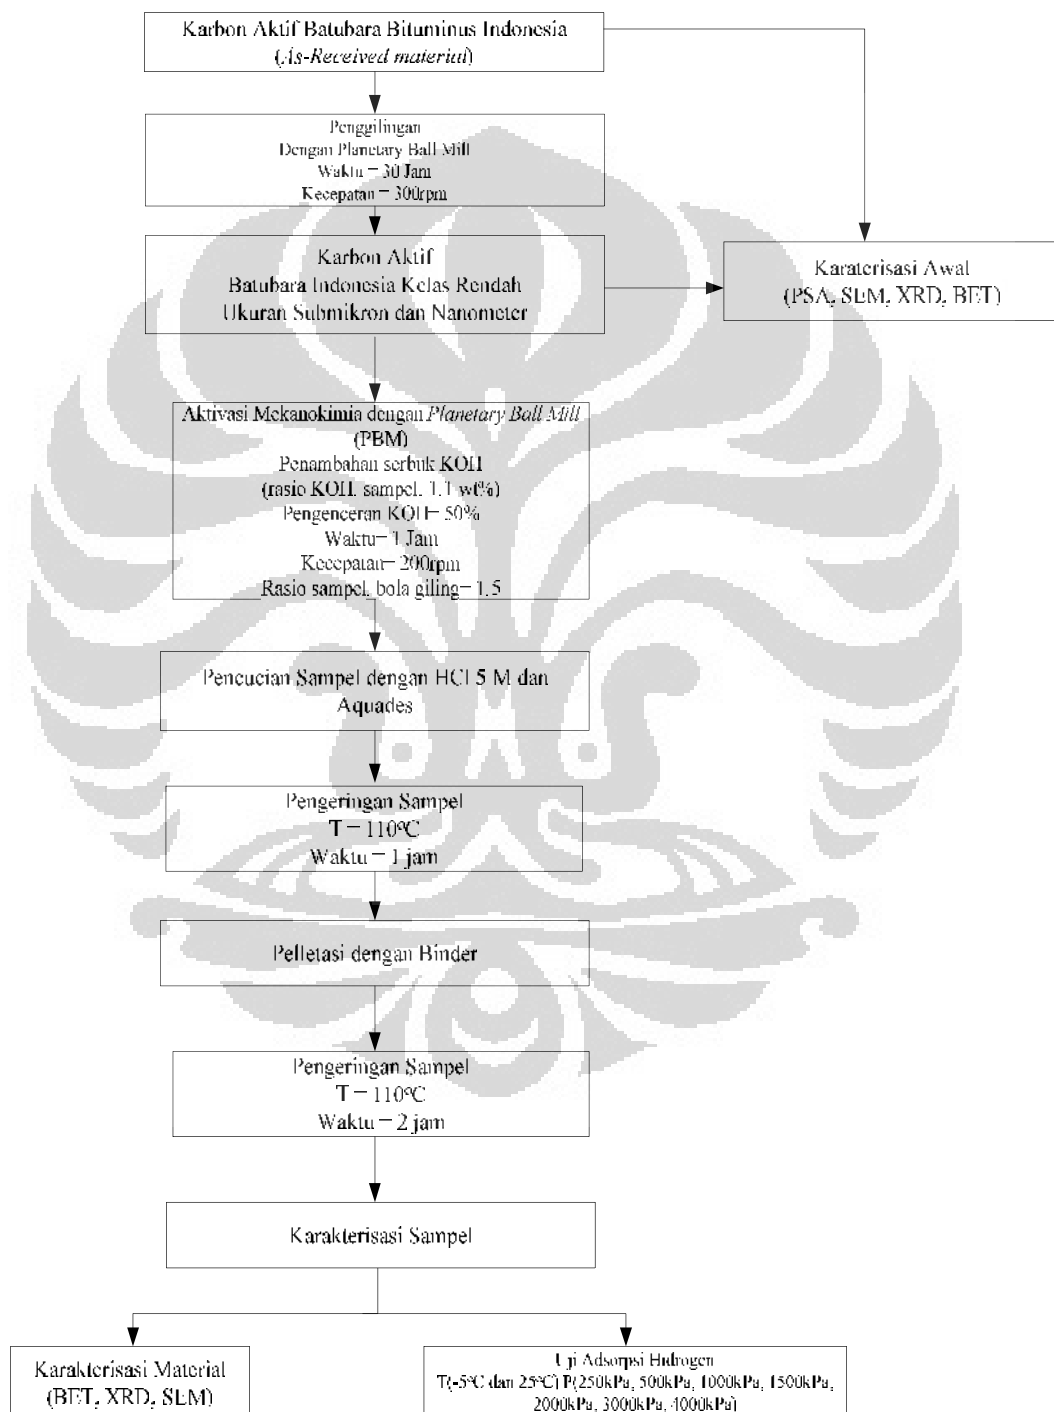 Karbon Aktif Batubara Bituminus Indonesia
(As-Received material)
Penggilingan
Dengan Planetary Ball Mill
Waktu = 30 Jam
Kecepatan = 300rpm
Karbon Aktif
Batubara Indonesia Kelas Rendah
Ukuran Submikron dan Nanometer
Karaterisasi Awal
(PSA, SEM, XRD, BET)
Aktivasi Mekanokimia dengan Planetary Ball Mill
(PBM)
Penambahan serbuk KOH
(rasio KOH: sampel: 1:1 wt%)
Pengenceran KOH= 50%
Waktu= 1 Jam
Kecepatan= 200rpm
Rasio sampel: bola giling= 1:5
Pencucian Sampel dengan HCl 5 M dan
Aquades
Pengeringan Sampel
T = 110°C
Waktu = 1 jam
Pelletasi dengan Binder
Pengeringan Sampel
T = 110°C
Waktu = 2 jam
Karakterisasi Sampel
Karakterisasi Material
(BET, XRD, SEM)
Uji Adsorpsi Hidrogen
T(-5°C dan 25°C) P(250kPa, 500kPa, 1000kPa, 1500kPa,
2000kPa, 3000kPa, 4000kPa)